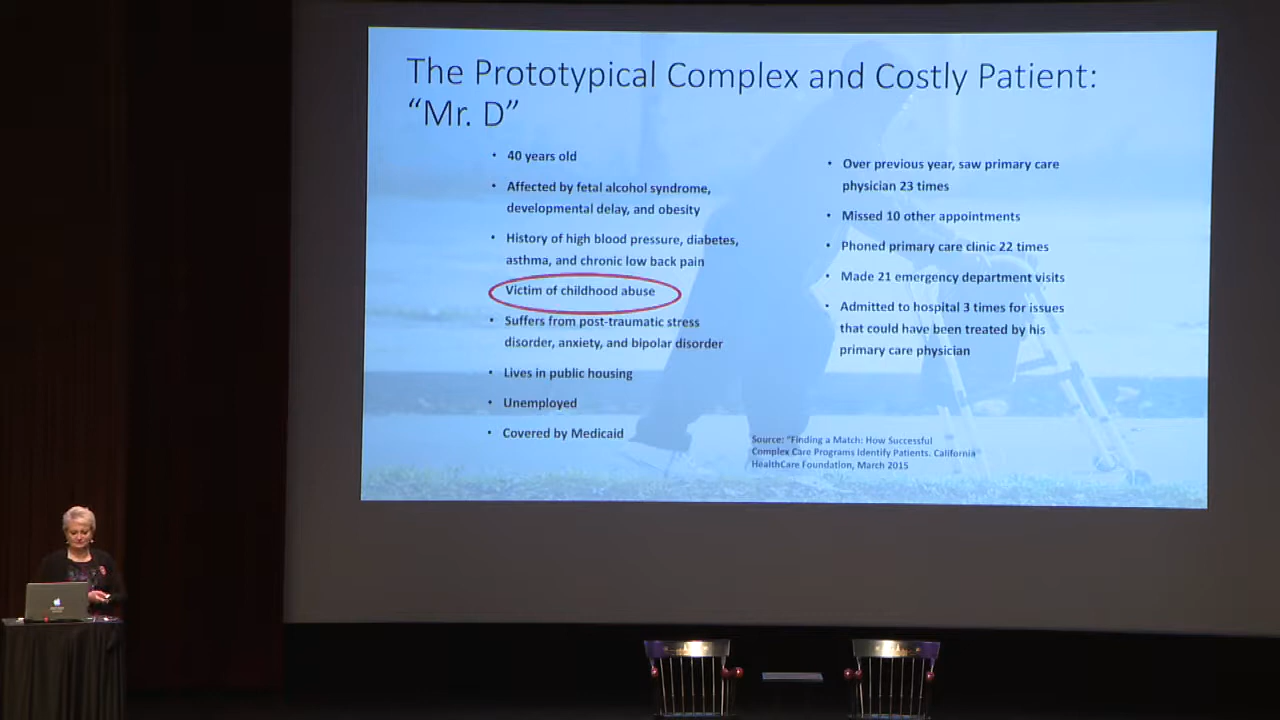 The Prototypical Complex and Costly Patient:
“Mr. D”
• 40 years old
• Affected by fetal alcohol syndrome,
developmental delay, and obesity
• History of high blood pressure, diabetes,
asthma, and chronic low back pain
Victim of childhood abuse
• Suffers from post-traumatic stress
disorder, anxiety, and bipolar disorder
• Lives in public housing
• Unemployed
• Covered by Medicaid
• Over previous year, saw primary care
physician 23 times
• Missed 10 other appointments
• Phoned primary care clinic 22 times
• Made 21 emergency department visits
• Admitted to hospital 3 times for issues
that could have been treated by his
primary care physician
Source: “Finding a Match: How Successful
Complex Care Programs Identify Patients. California
HealthCare Foundation, March 2015